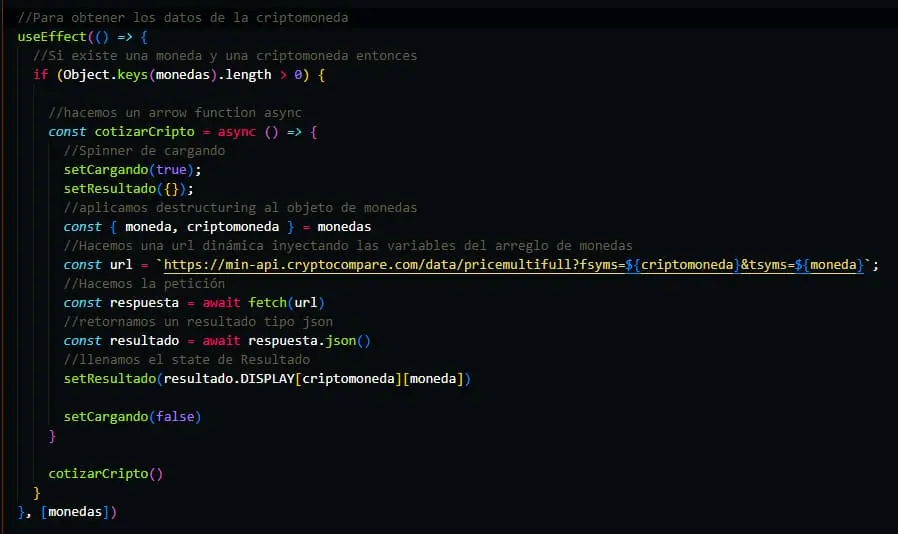 //Para obtener los datos de la criptomoneda
useEffect(() => {
//Si existe una moneda y una criptomoneda entonces
if (Object.keys(monedas).length > 0) {
//hacemos un arrow function async
const cotizarCripto = async () => {
//Spinner de cargando
setCargando(true);
setResultado({});
//aplicamos destructuring al objeto de monedas
const { moneda, criptomoneda } = monedas
//Hacemos una url dinámica inyectando las variables del arreglo de monedas
const url = `https://min-api.cryptocompare.com/data/pricemultifull?fsyms=${criptomoneda}&tsyms=${moneda}`;
//Hacemos la petición
const respuesta = await fetch(url)
//retornamos un resultado tipo json
const resultado = await respuesta.json()
//llenamos el state de Resultado
setResultado(resultado.DISPLAY[criptomoneda][moneda])
setCargando(false)
}
cotizarCripto()
}
}, [monedas])